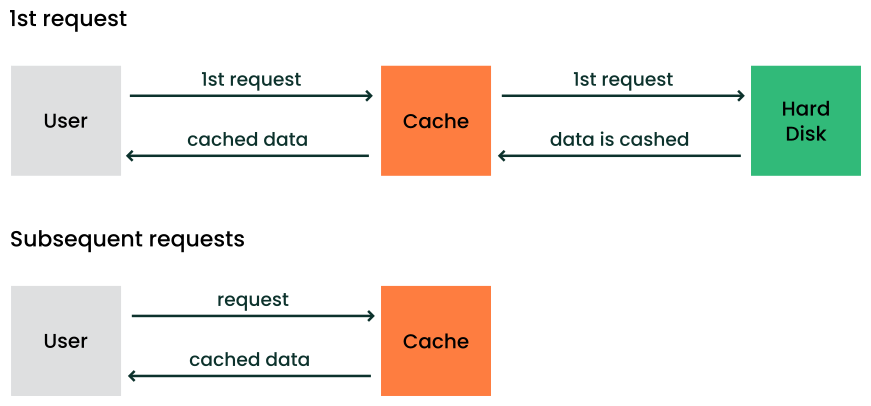 1st request
1st request
1st request
User
Cache
Hard
Disk
cached data
data is cashed
Subsequent requests
request
User
Cache
cached data